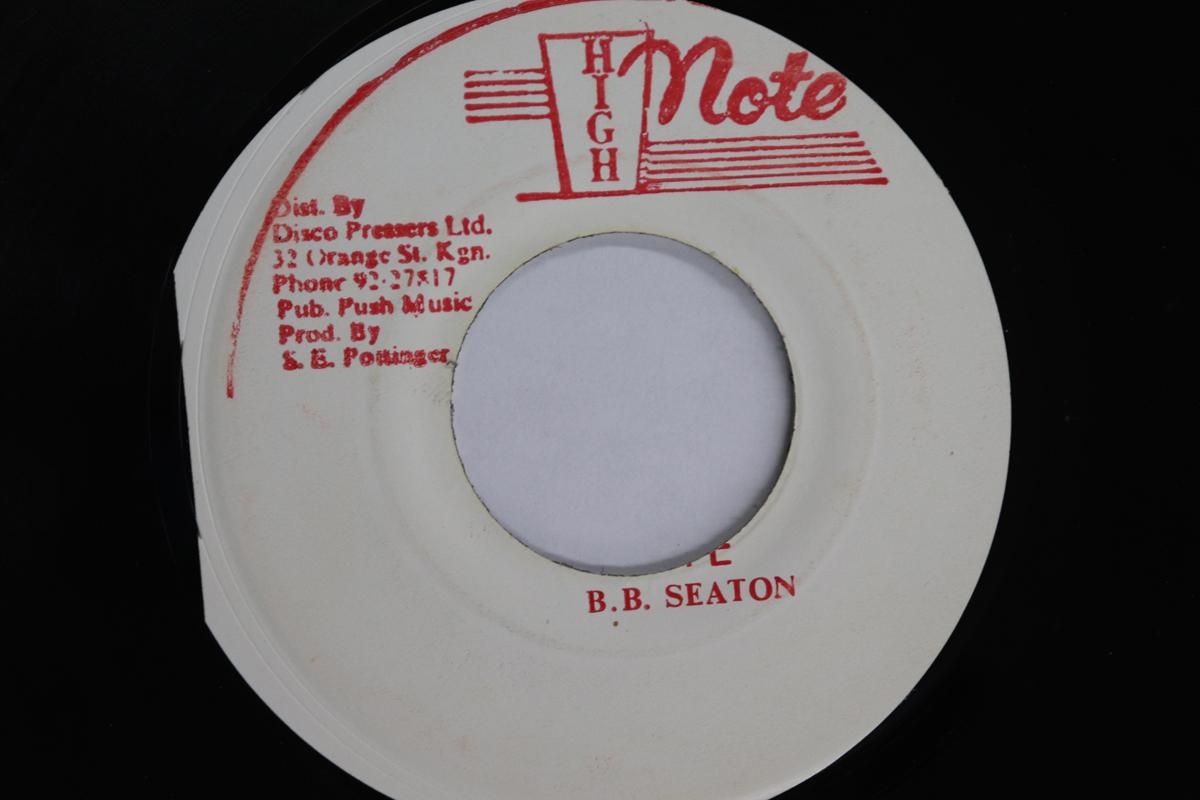 HIGH Note
Dist. By
Disco Pressers Ltd.
32 Orange St. Kgn.
Phone 92-27817
Pub. Push Music
Prod. By
S. E. Pottinger
B.B. SEATON